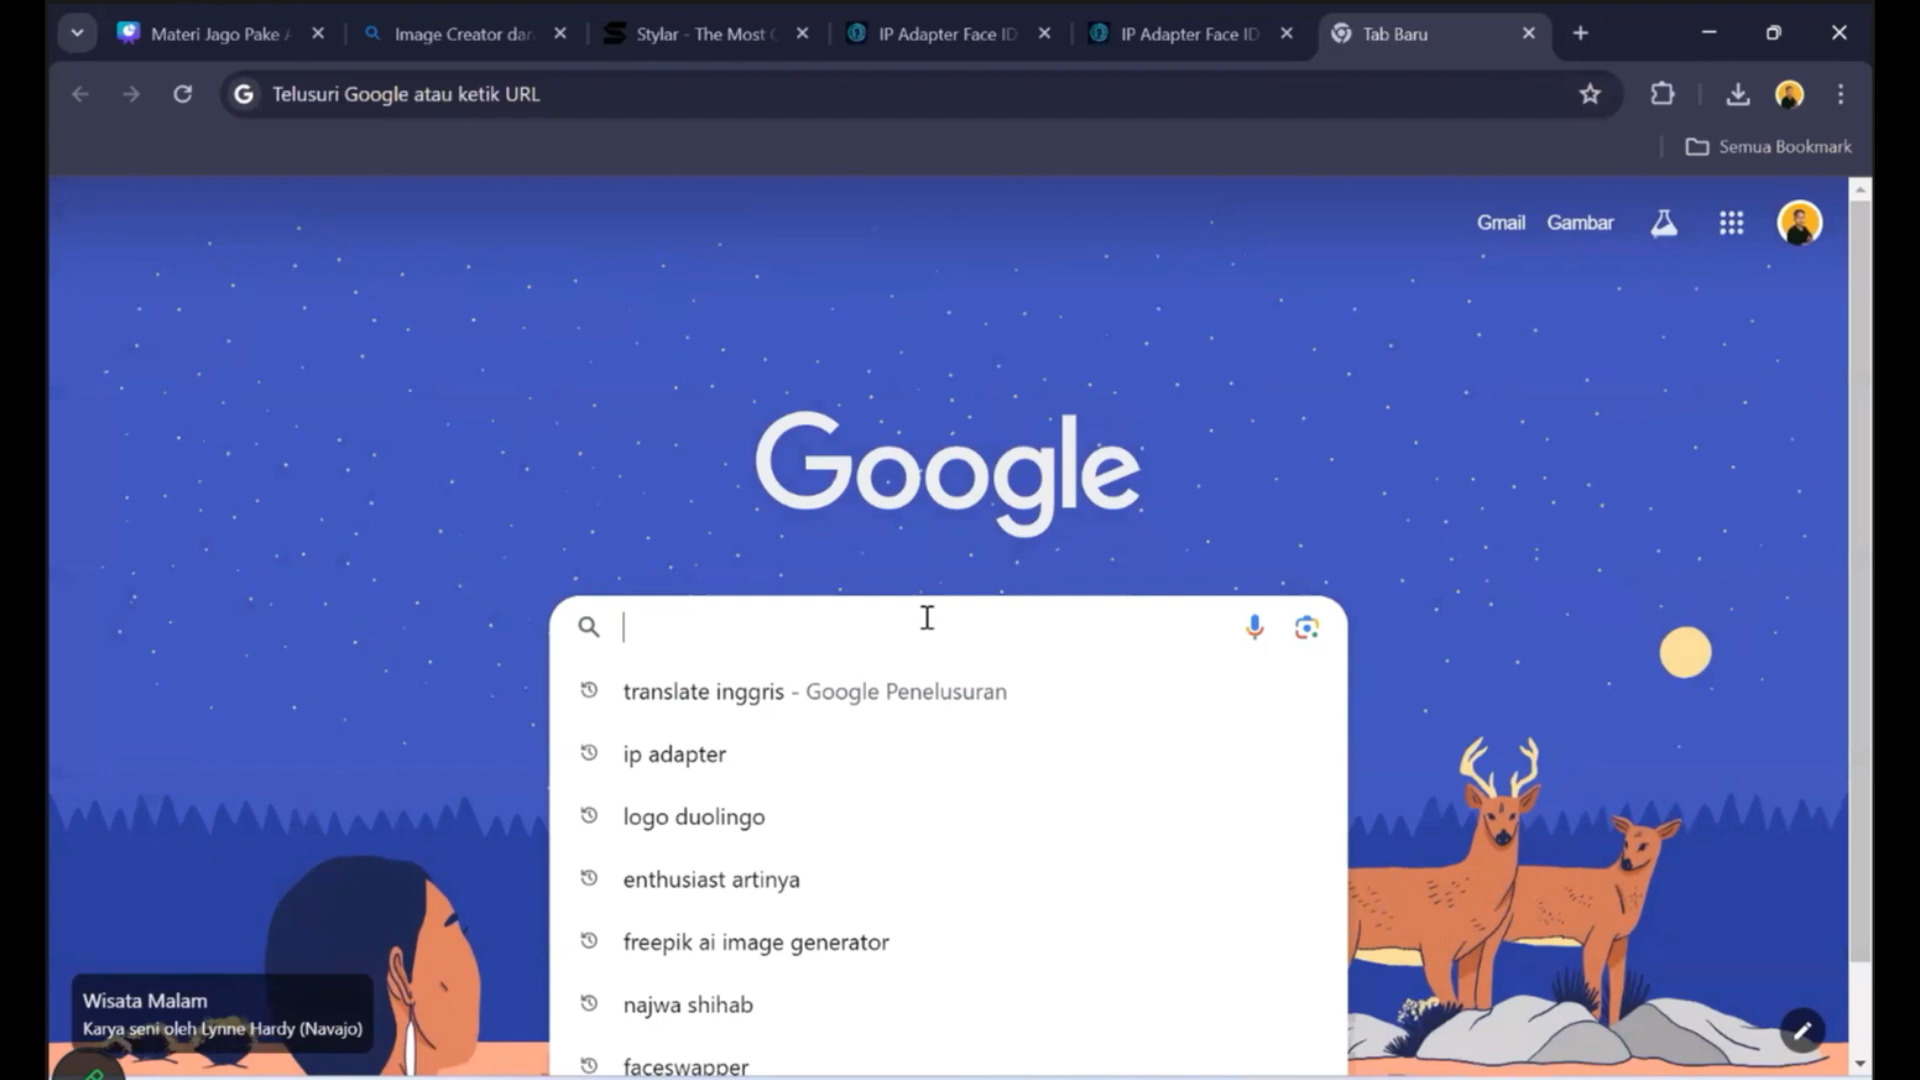 Materi Jago Pake A
Image Creator dari
Stylar - The Most
IP Adapter Face ID
IP Adapter Face ID
Tab Baru
Telusuri Google atau ketik URL
Semua Bookmark
Gmail
Gambar
Google
translate inggris - Google Penelusuran
ip adapter
logo duolingo
enthusiast artinya
freepik ai image generator
najwa shihab
faceswapper
Wisata Malam
Karya seni oleh Lynne Hardy (Navajo)